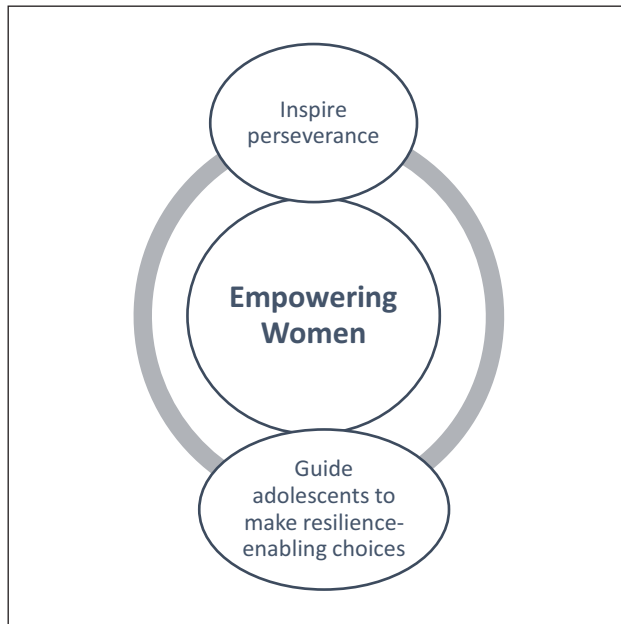 Inspire
perseverance
Empowering
Women
Guide
adolescents to
make resilience-
enabling choices